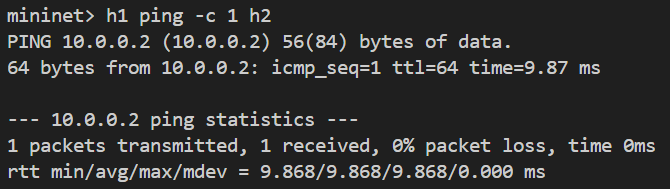 mininet> h1 ping -c 1 h2
PING 10.0.0.2 (10.0.0.2) 56(84) bytes of data.
64 bytes from 10.0.0.2: icmp_seq=1 ttl=64 time=9.87 ms

--- 10.0.0.2 ping statistics ---
1 packets transmitted, 1 received, 0% packet loss, time 0ms
rtt min/avg/max/mdev = 9.868/9.868/9.868/0.000 ms